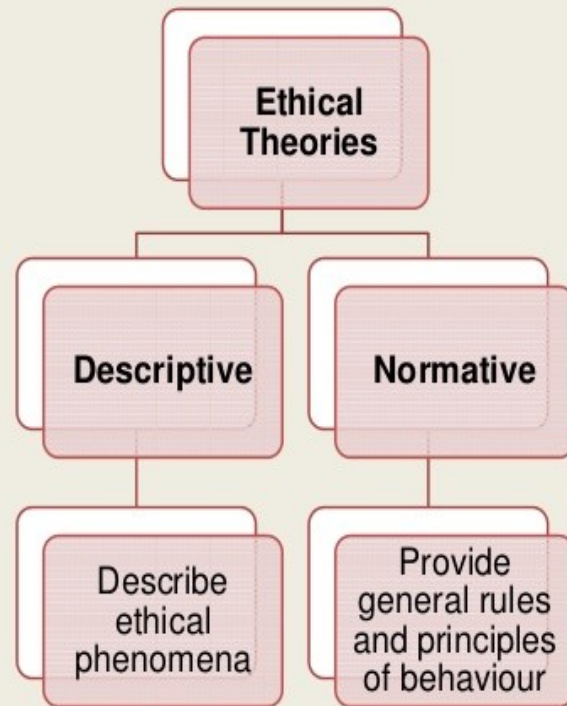 Ethical
Theories
Descriptive
Normative
Describe
ethical
phenomena
Provide
general rules
and principles
of behaviour